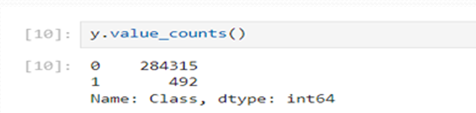 [10]: y.value_counts()
[10]: 0    284315
1       492
Name: Class, dtype: int64